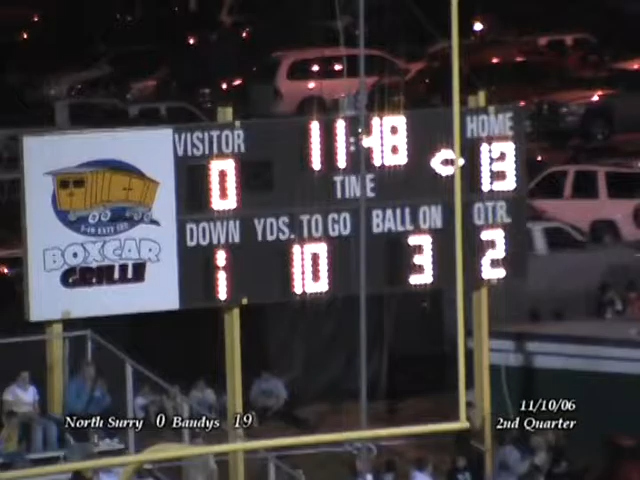 VISITOR
11:18
HOME
0
TIME
13
DOWN
YDS. TO GO
BALL ON
QTR.
1
10
3
2
BOXCAR
GRILLE
North Surry 0 Bandys 19
11/10/06
2nd Quarter